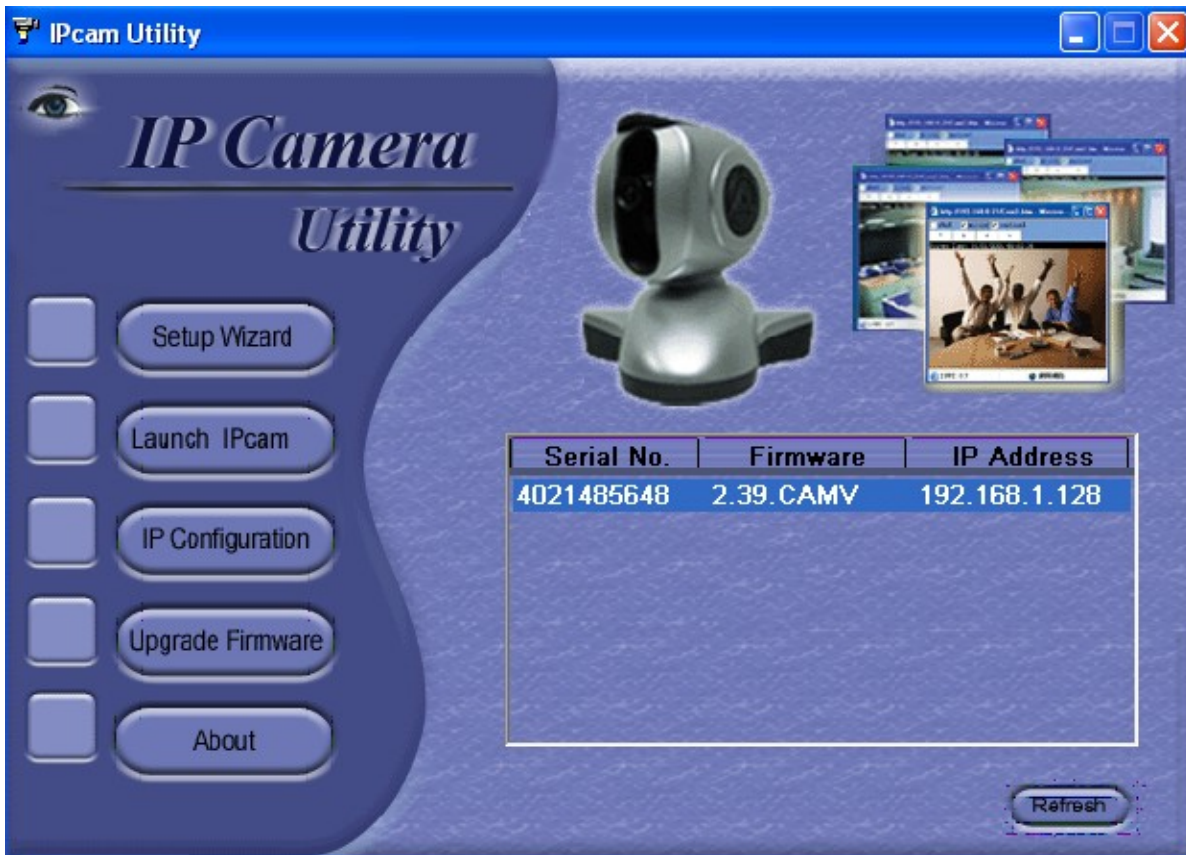 IPcam Utility
IP Camera
Utility
Setup Wizard
Launch IPcam
IP Configuration
Upgrade Firmware
About
Serial No. Firmware IP Address
4021485648 2.39.CAMV 192.168.1.128
Refresh